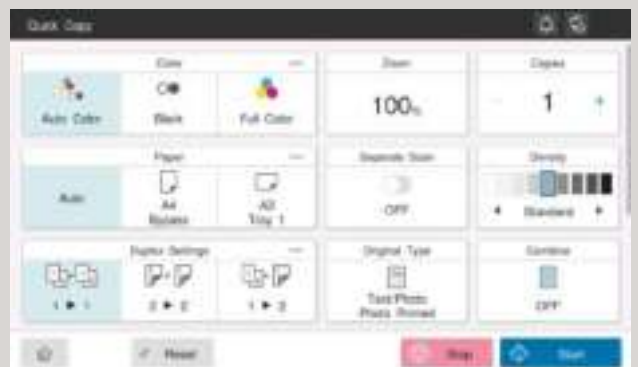 Quick Copy
Color
Zoom
Copies
Auto Color
Black
Full Color
100%
- 1 +
Paper
Separate Scan
Density
Auto
A4
Bypass
A3
Tray 1
OFF
Standard
Duplex Settings
Original Type
Combine
1 ► 1
2 ► 2
1 ► 2
Text/Photo
Photo Printed
OFF
Reset
Stop
Start